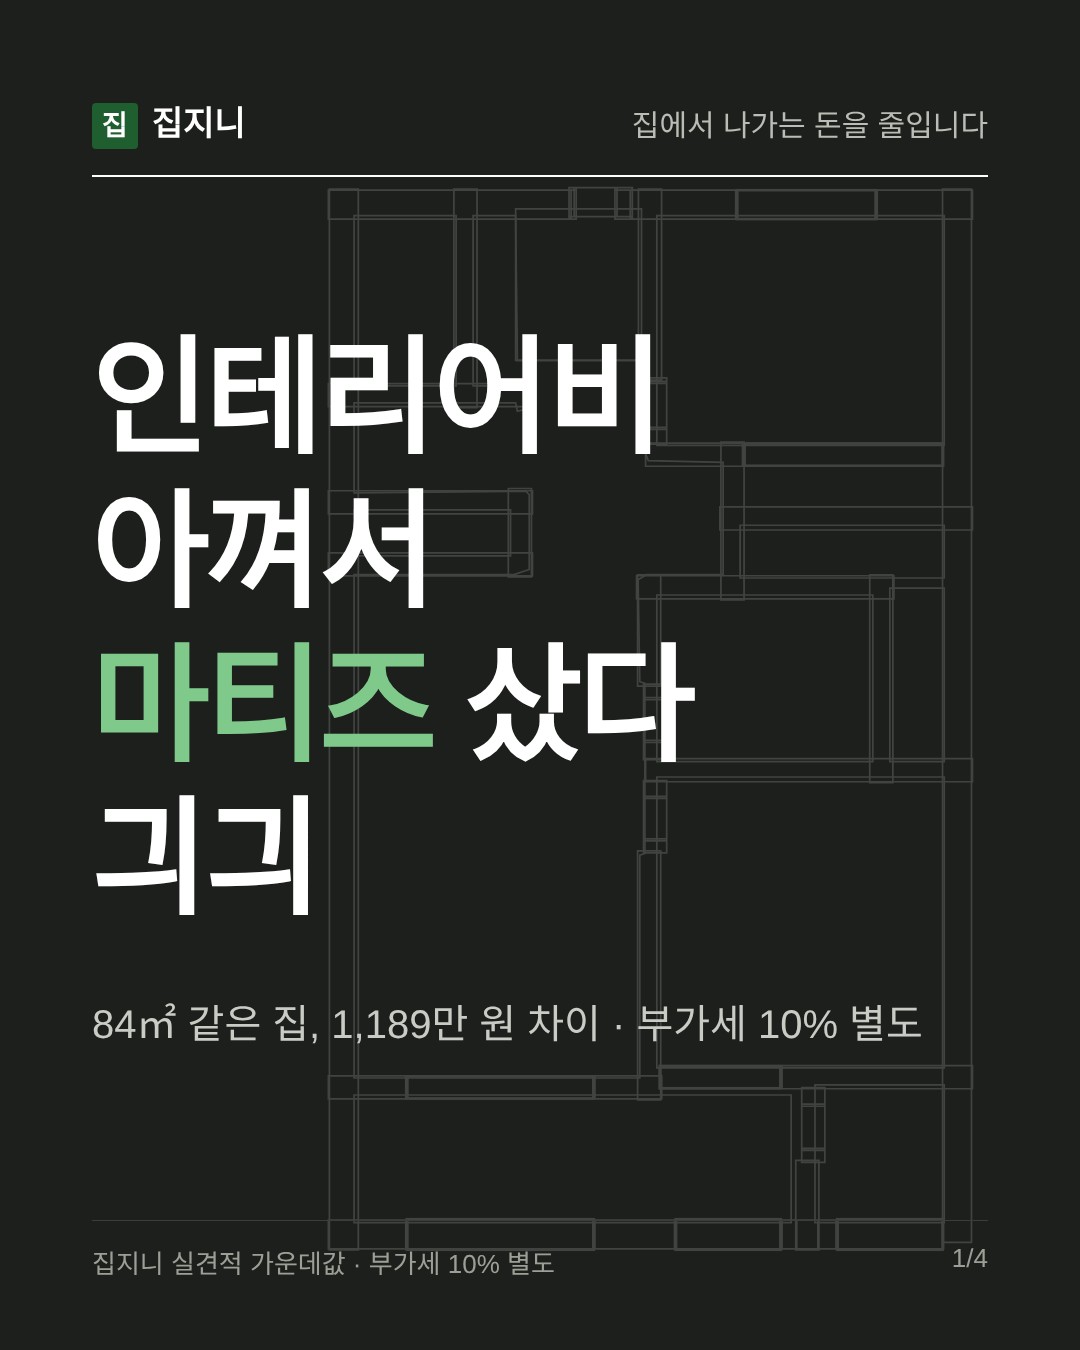 집 집지니
집에서 나가는 돈을 줄입니다
인테리어비
아껴서
마티즈 샀다
긔긔
84㎡ 같은 집, 1,189만 원 차이 · 부가세 10% 별도
집지니 실견적 가운데값 · 부가세 10% 별도
1/4